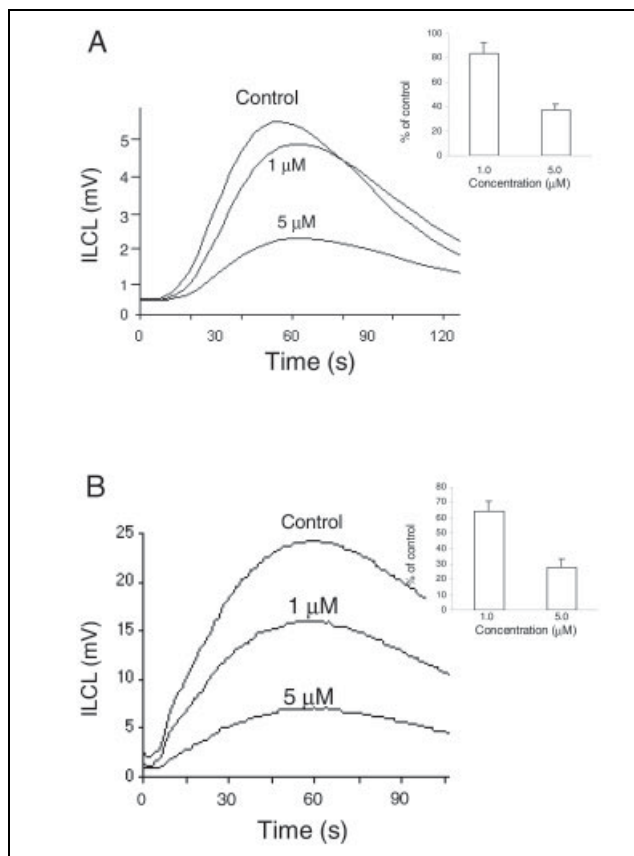 A
Control
1 μM
5 μM
ILCL (mV)
5
4
3
2
1
0
0 30 60 90 120
Time (s)
% of control
100
80
60
40
20
0
1.0 5.0
Concentration (μM)
B
Control
1 μM
5 μM
ILCL (mV)
25
20
15
10
5
0
0 30 60 90
Time (s)
% of control
80
70
60
50
40
30
20
10
0
1.0 5.0
Concentration (μM)